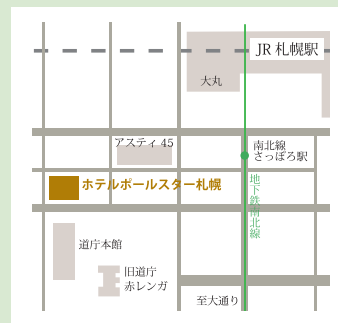 JR 札幌駅
大丸
アスティ 45
南北線
さっぽろ駅
ホテルポールスター札幌
地下鉄南北線
道庁本館
旧道庁
赤レンガ
至大通り